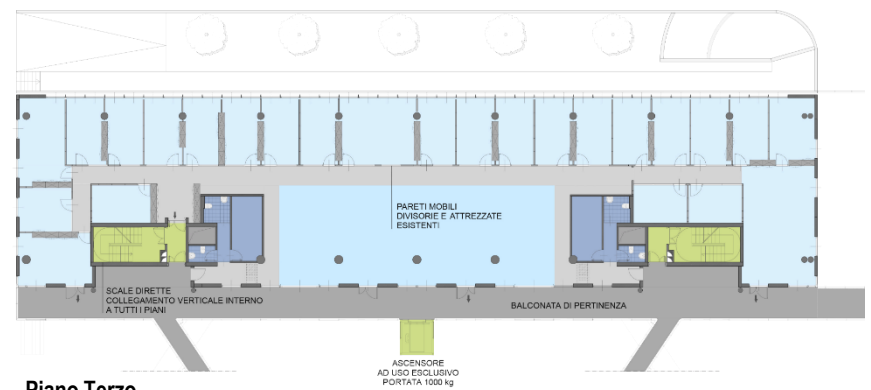 PARETI MOBILI
DIVISORIE E ATTREZZATE
ESISTENTI
SCALE DIRETTE
COLLEGAMENTO VERTICALE INTERNO
A TUTTI I PIANI
BALCONATA DI PERTINENZA
ASCENSORE
AD USO ESCLUSIVO
PORTATA 1000 kg
Piano Terzo